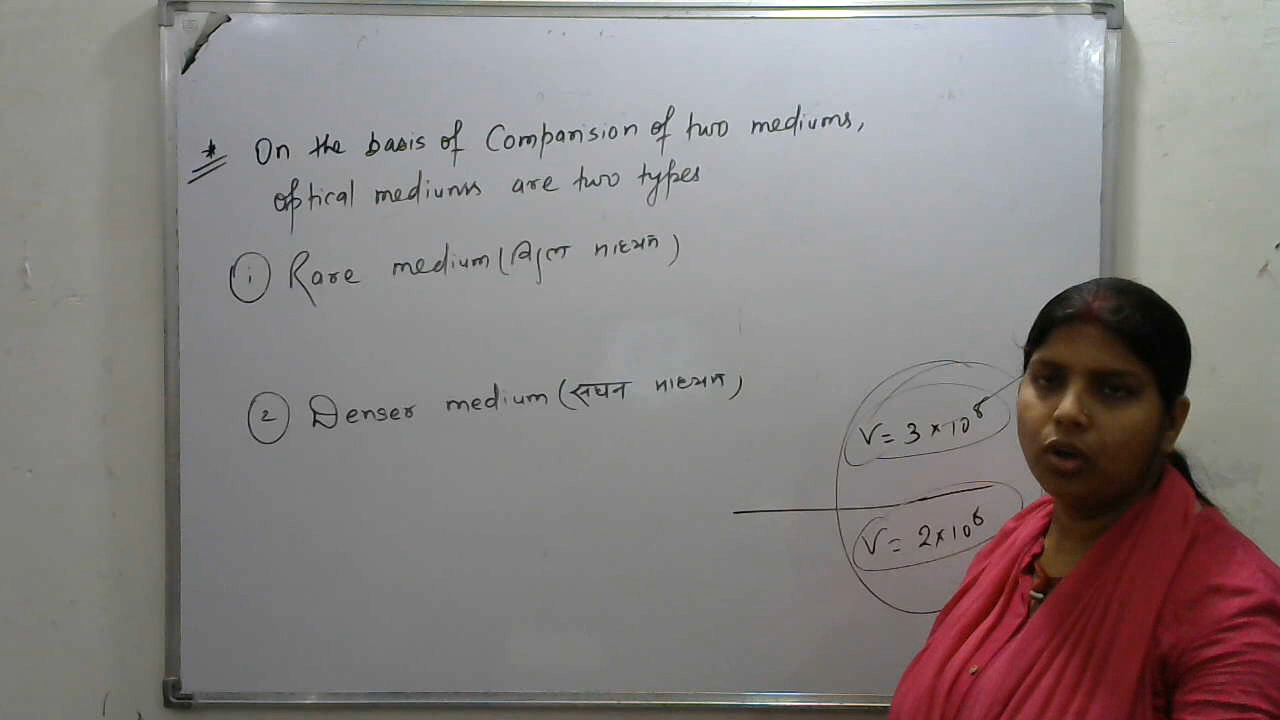 * On the basis of Comparision of two mediums,
optical mediums are two types
① Rare medium (विरल माध्यम)
② Denser medium (सघन माध्यम)
V = 3 × 10⁸
V = 2 × 10⁸